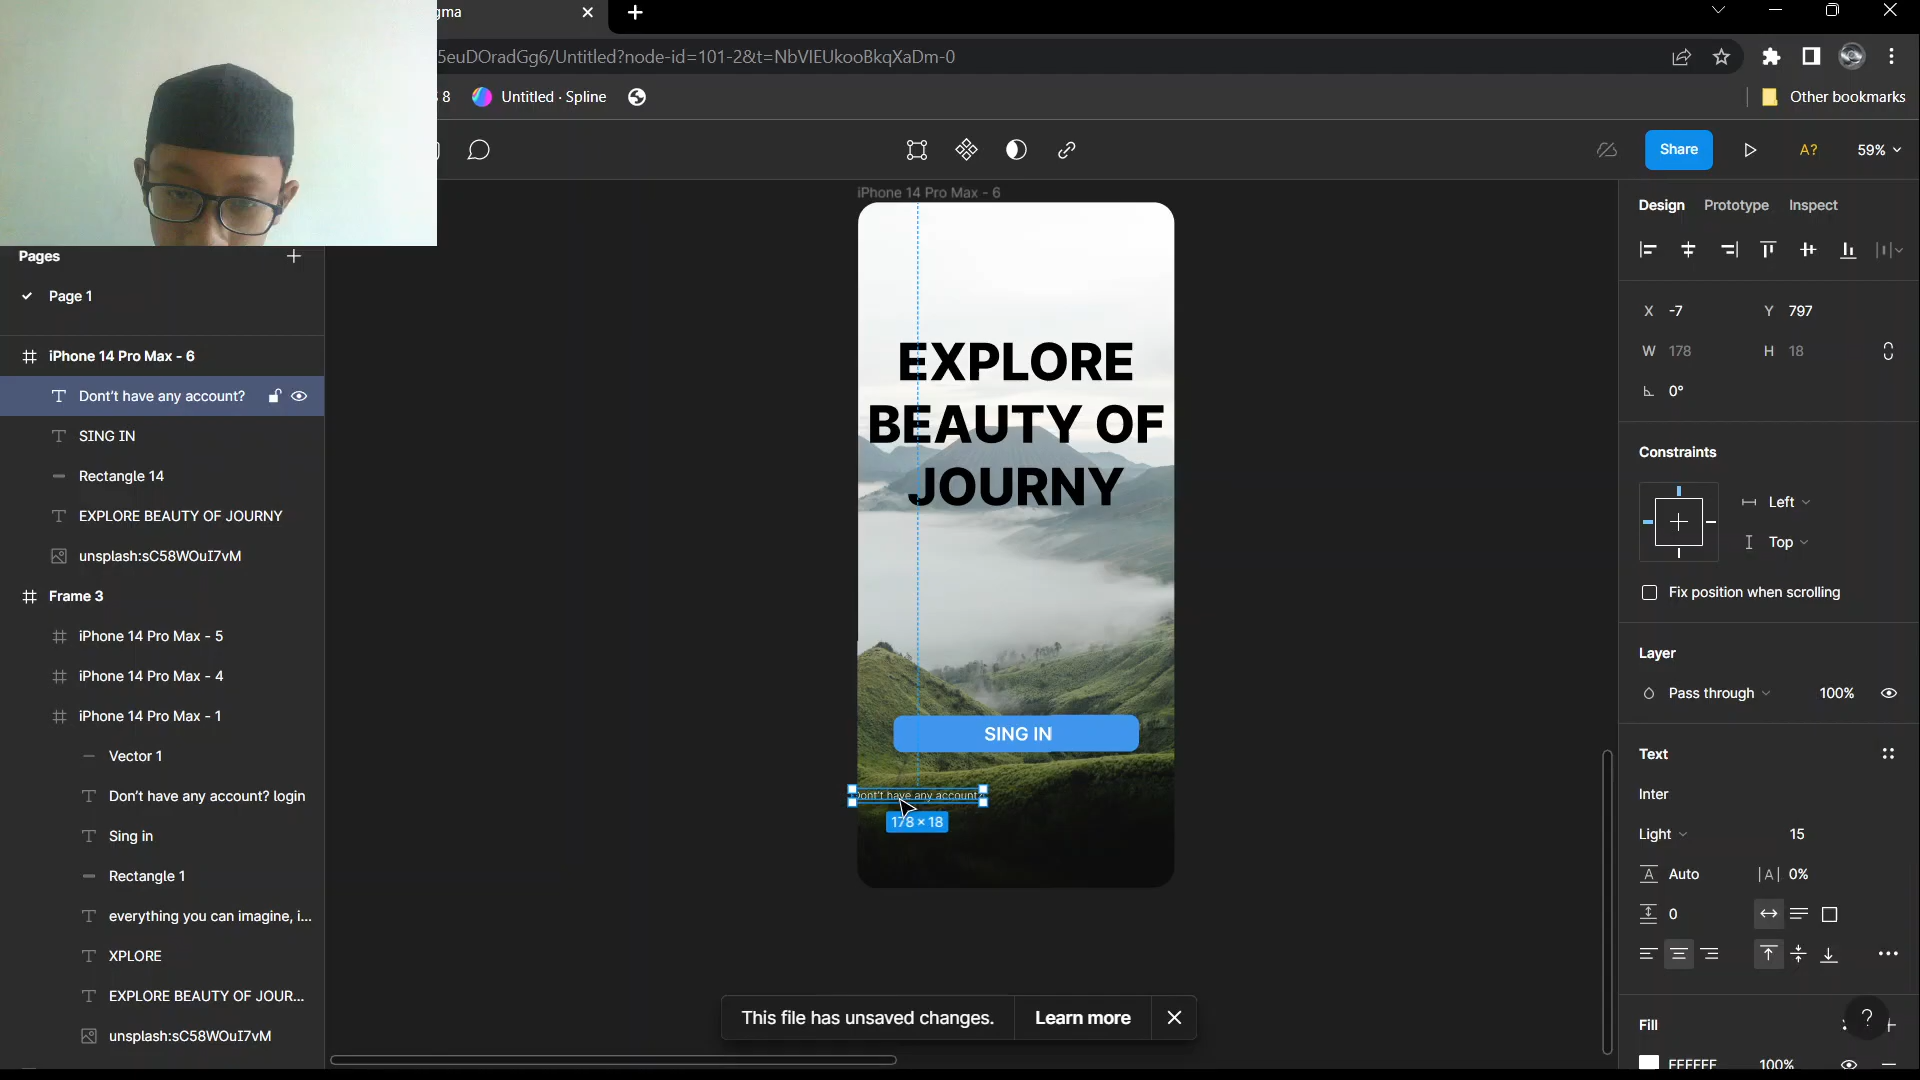 gma
5euDOradGg6/Untitled?node-id=101-2&t=NbVIEUkooBkqXaDm-0
8
Untitled · Spline
Other bookmarks
Share
A?
59%
Pages
Page 1
iPhone 14 Pro Max - 6
Dont't have any account?
SING IN
Rectangle 14
EXPLORE BEAUTY OF JOURNY
unsplash:sC58WOuI7vM
Frame 3
iPhone 14 Pro Max - 5
iPhone 14 Pro Max - 4
iPhone 14 Pro Max - 1
Vector 1
Don't have any account? login
Sing in
Rectangle 1
everything you can imagine, i...
XPLORE
EXPLORE BEAUTY OF JOUR...
unsplash:sC58WOuI7vM
iPhone 14 Pro Max - 6
EXPLORE
BEAUTY OF
JOURNY
SING IN
Dont't have any account?
178 × 18
This file has unsaved changes.
Learn more
Design Prototype Inspect
X -7 Y 797
W 178 H 18
0°
Constraints
Left
Top
Fix position when scrolling
Layer
Pass through 100%
Text
Inter
Light 15
Auto 0%
0
Fill
?
FFFFFF 100%